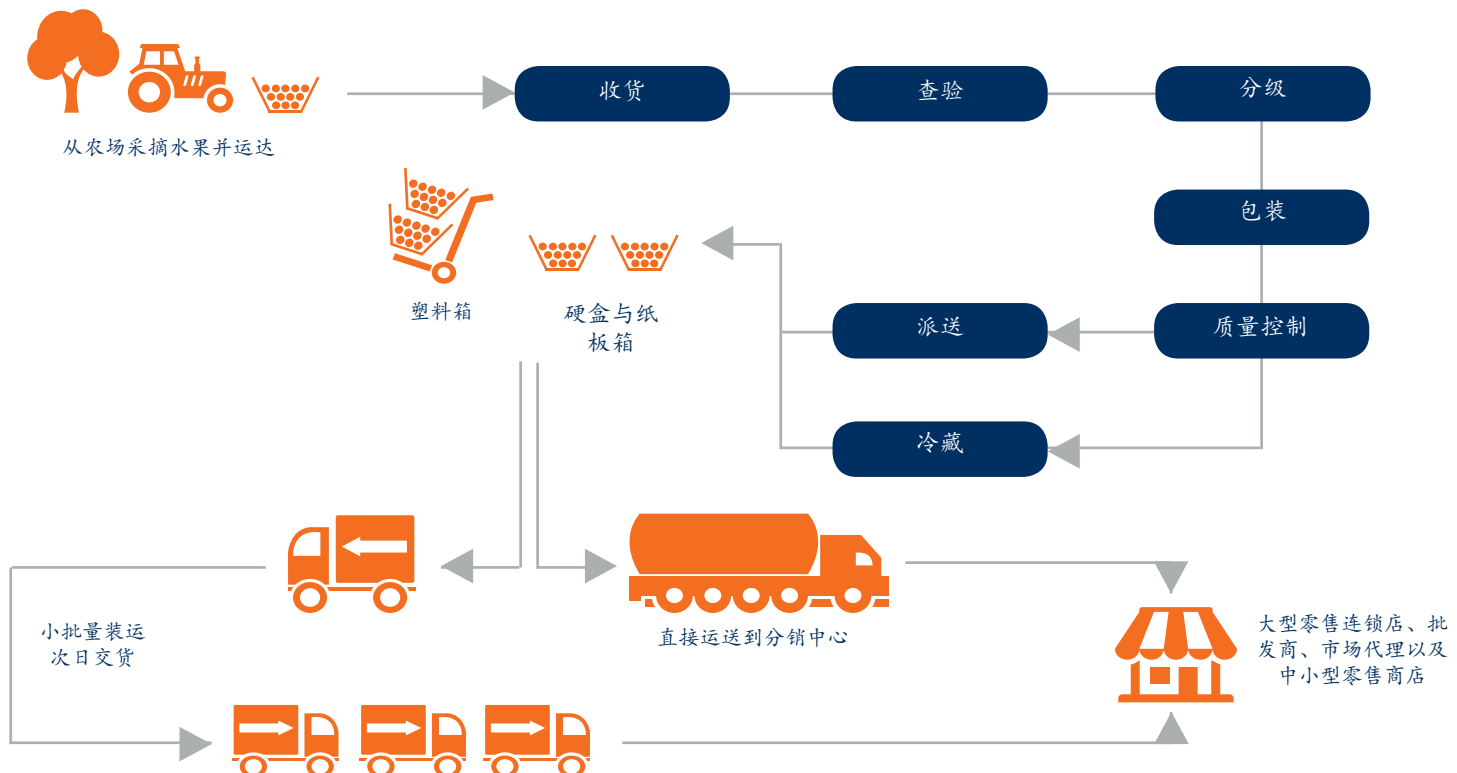 从农场采摘水果并运达
收货
查验
分级
包装
质量控制
派送
冷藏
塑料箱
硬盒与纸
板箱
小批量装运
次日交货
直接运送到分销中心
大型零售连锁店、批
发商、市场代理以及
中小型零售商店